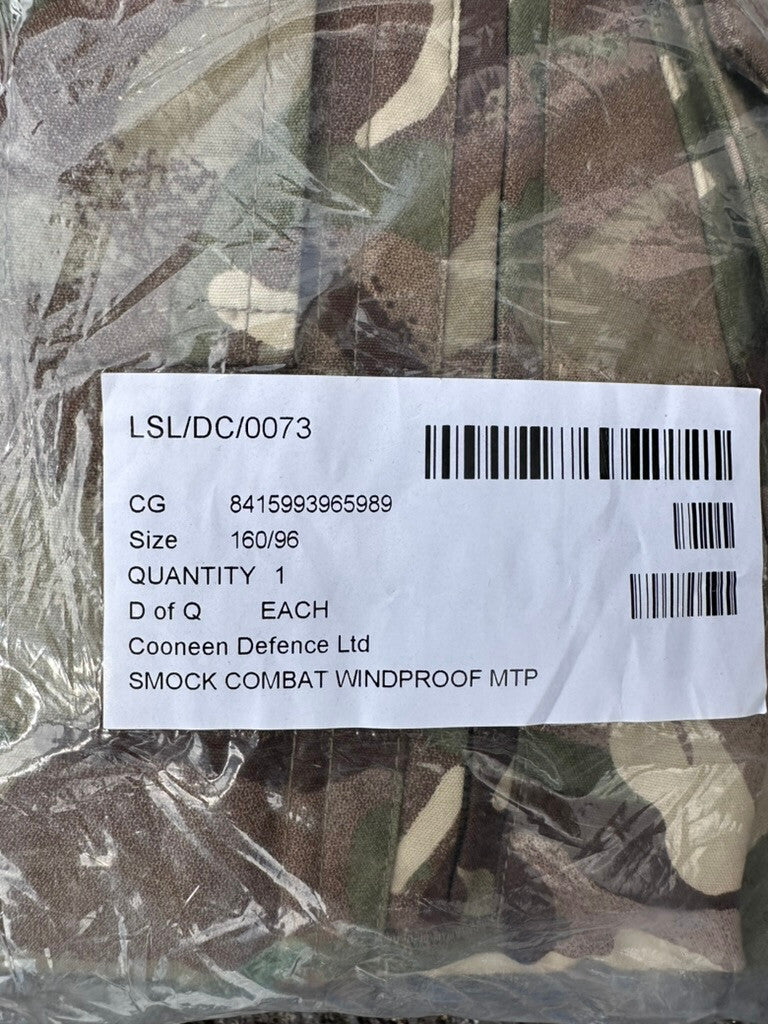 LSL/DC/0073
CG 8415993965989
Size 160/96
QUANTITY 1
D of Q EACH
Cooneen Defence Ltd
SMOCK COMBAT WINDPROOF MTP